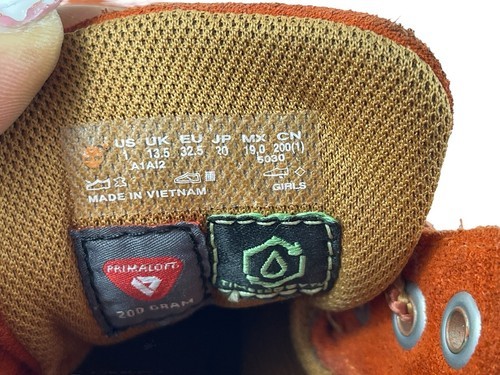 US UK EU JP MX CN
1 13.5 32.5 20 19.0 200(1)
A1AI2 5030
MADE IN VIETNAM GIRLS
PRIMALOFT
200 GRAM